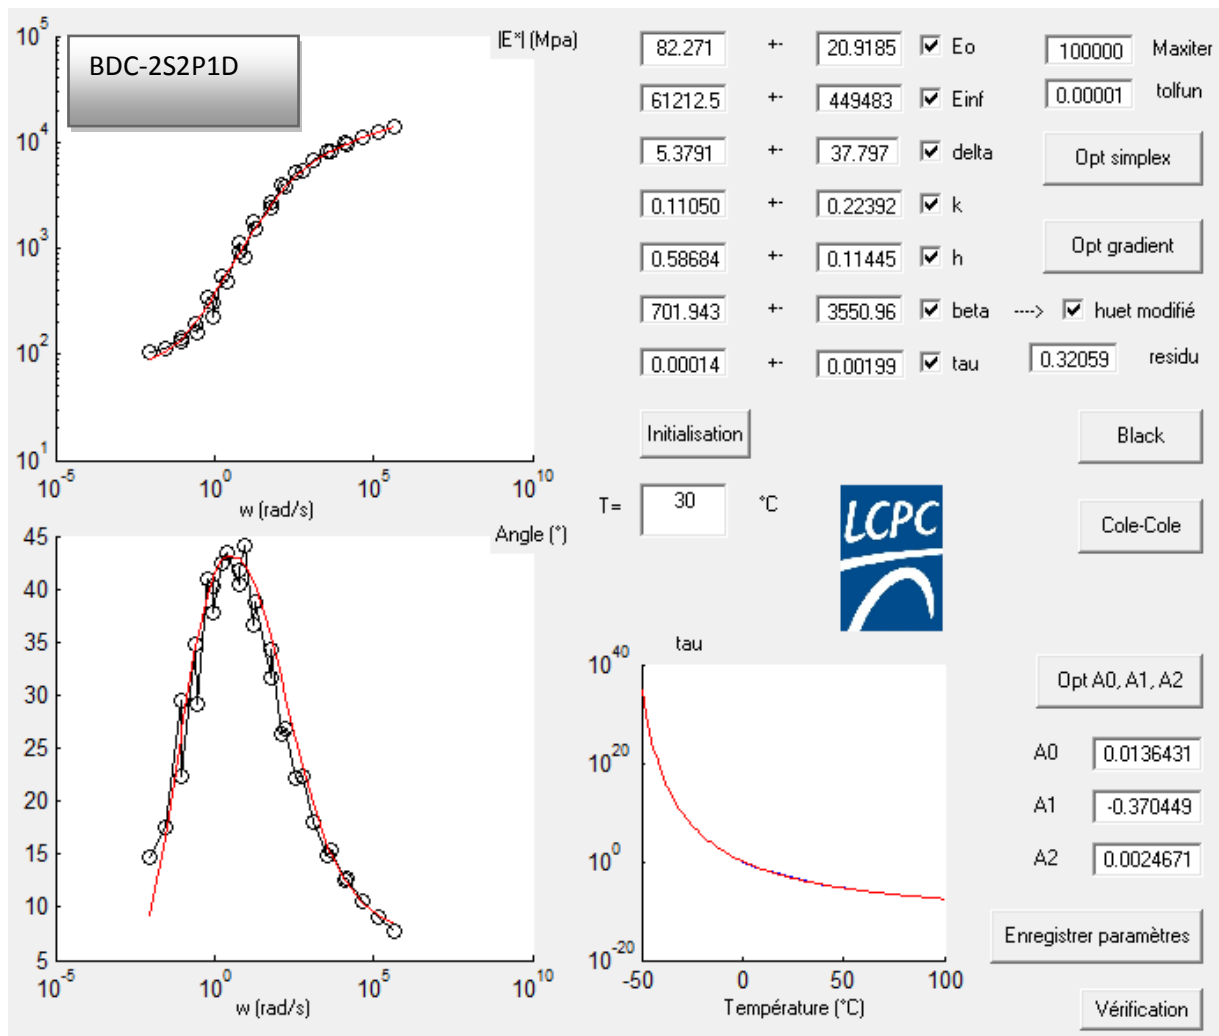 BDC-2S2P1D
|E*| (Mpa)
10^5
10^4
10^3
10^2
10^1
10^-5 10^0 10^5 10^10
w (rad/s)
82.271 +- 20.9185 Eo
61212.5 +- 449483 Einf
5.3791 +- 37.797 delta
0.11050 +- 0.22392 k
0.58684 +- 0.11445 h
701.943 +- 3550.96 beta ----> huet modifié
0.00014 +- 0.00199 tau
0.32059 residu
100000 Maxiter
0.00001 tolfun
Opt simplex
Opt gradient
Initialisation
Black
T= 30 °C
LCPC
Cole-Cole
Angle (°)
45
40
35
30
25
20
15
10
5
10^-5 10^0 10^5 10^10
w (rad/s)
tau
10^40
10^20
10^0
10^-20
-50 0 50 100
Température (°C)
Opt A0, A1, A2
A0 0.0136431
A1 -0.370449
A2 0.0024671
Enregistrer paramètres
Vérification